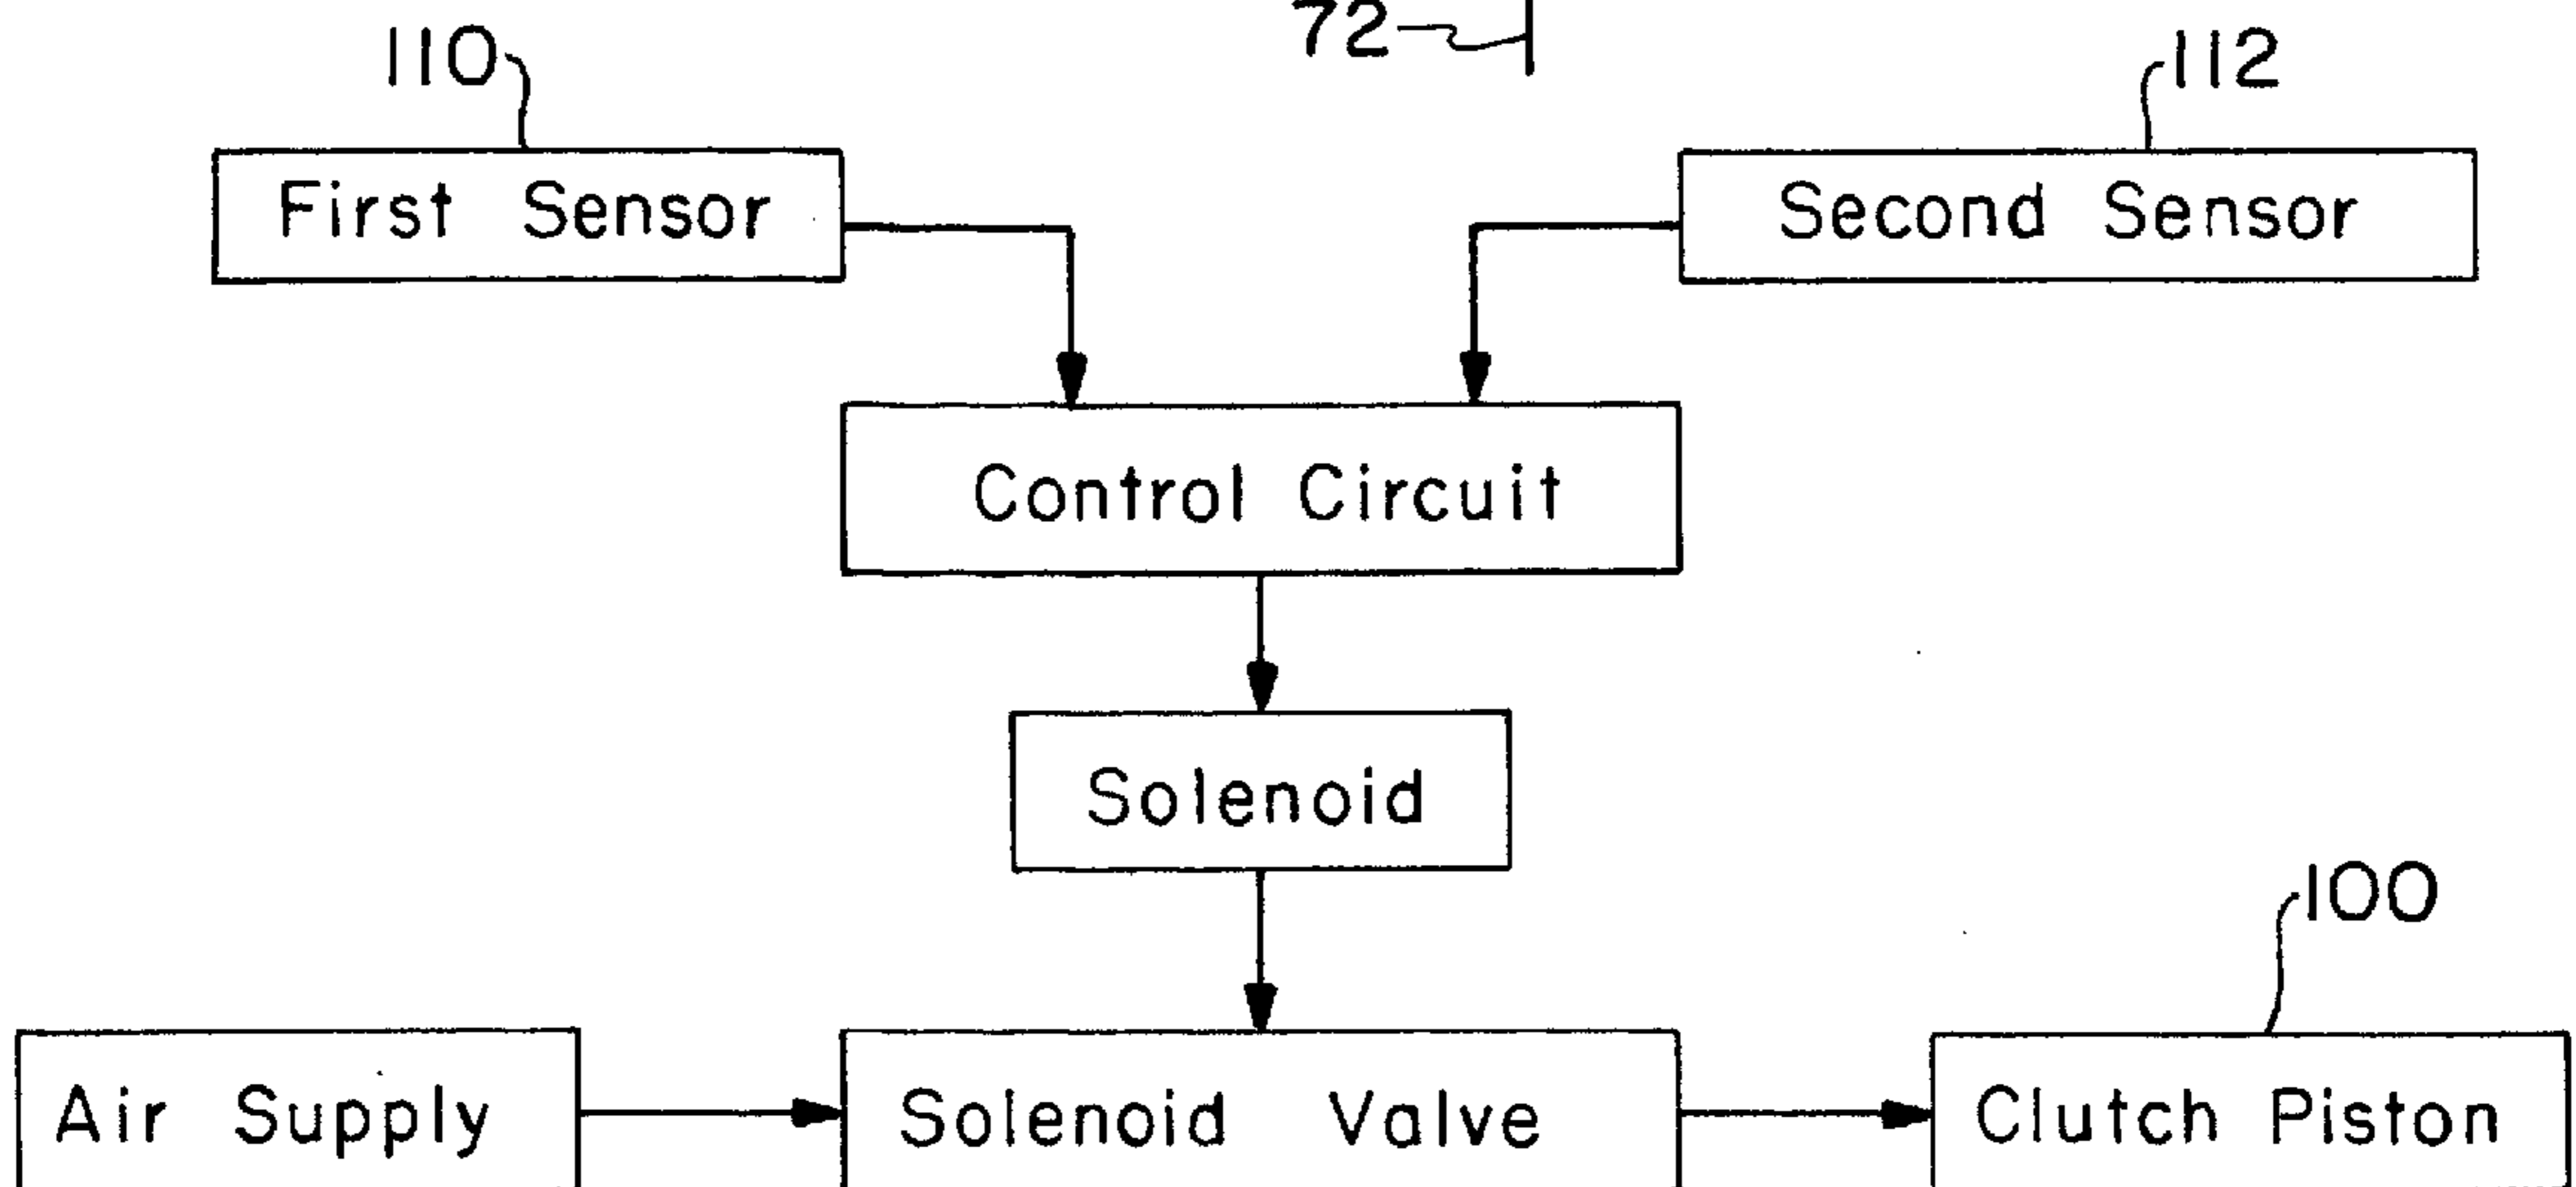 72
110
112
First Sensor
Second Sensor
Control Circuit
Solenoid
100
Air Supply
Solenoid Valve
Clutch Piston